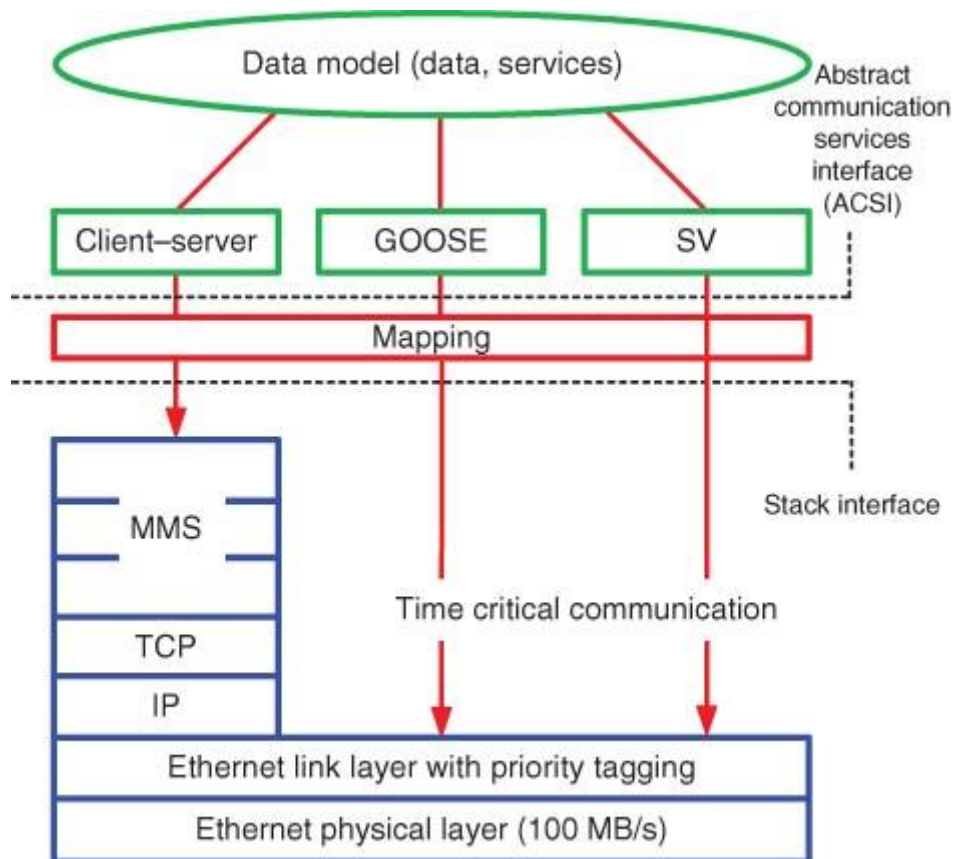 Data model (data, services)
Abstract
communication
services
interface
(ACSI)
Client–server
GOOSE
SV
Mapping
Stack interface
MMS
Time critical communication
TCP
IP
Ethernet link layer with priority tagging
Ethernet physical layer (100 MB/s)